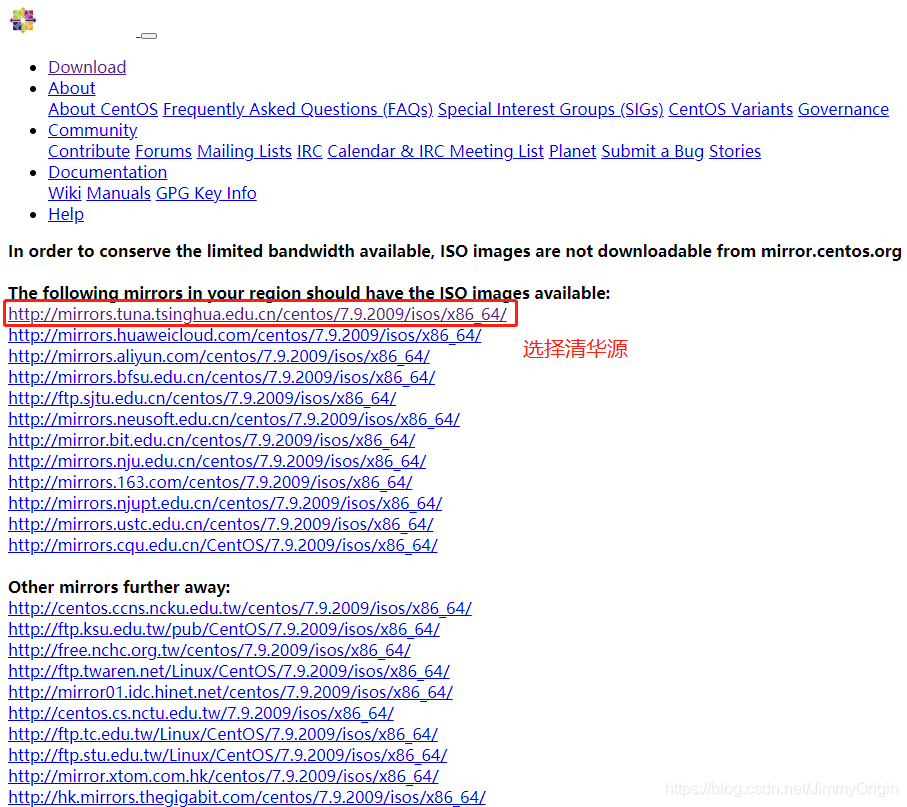 Download
About
About CentOS Frequently Asked Questions (FAQs) Special Interest Groups (SIGs) CentOS Variants Governance
Community
Contribute Forums Mailing Lists IRC Calendar & IRC Meeting List Planet Submit a Bug Stories
Documentation
Wiki Manuals GPG Key Info
Help
In order to conserve the limited bandwidth available, ISO images are not downloadable from mirror.centos.org
The following mirrors in your region should have the ISO images available:
http://mirrors.tuna.tsinghua.edu.cn/centos/7.9.2009/isos/x86_64/
http://mirrors.huaweicloud.com/centos/7.9.2009/isos/x86_64/
选择清华源
http://mirrors.aliyun.com/centos/7.9.2009/isos/x86_64/
http://mirrors.bfsu.edu.cn/centos/7.9.2009/isos/x86_64/
http://ftp.sjtu.edu.cn/centos/7.9.2009/isos/x86_64/
http://mirrors.neusoft.edu.cn/centos/7.9.2009/isos/x86_64/
http://mirror.bit.edu.cn/centos/7.9.2009/isos/x86_64/
http://mirrors.nju.edu.cn/centos/7.9.2009/isos/x86_64/
http://mirrors.163.com/centos/7.9.2009/isos/x86_64/
http://mirrors.njupt.edu.cn/centos/7.9.2009/isos/x86_64/
http://mirrors.ustc.edu.cn/centos/7.9.2009/isos/x86_64/
http://mirrors.cqu.edu.cn/CentOS/7.9.2009/isos/x86_64/
Other mirrors further away:
http://centos.ccns.ncku.edu.tw/centos/7.9.2009/isos/x86_64/
http://ftp.ksu.edu.tw/pub/CentOS/7.9.2009/isos/x86_64/
http://free.nchc.org.tw/centos/7.9.2009/isos/x86_64/
http://ftp.twaren.net/Linux/CentOS/7.9.2009/isos/x86_64/
http://mirror01.idc.hinet.net/centos/7.9.2009/isos/x86_64/
http://centos.cs.nctu.edu.tw/7.9.2009/isos/x86_64/
http://ftp.tc.edu.tw/Linux/CentOS/7.9.2009/isos/x86_64/
http://ftp.stu.edu.tw/Linux/CentOS/7.9.2009/isos/x86_64/
http://mirror.xtom.com.hk/centos/7.9.2009/isos/x86_64/
http://hk.mirrors.thegigabit.com/centos/7.9.2009/isos/x86_64/
https://blog.csdn.net/JimmyOrigin